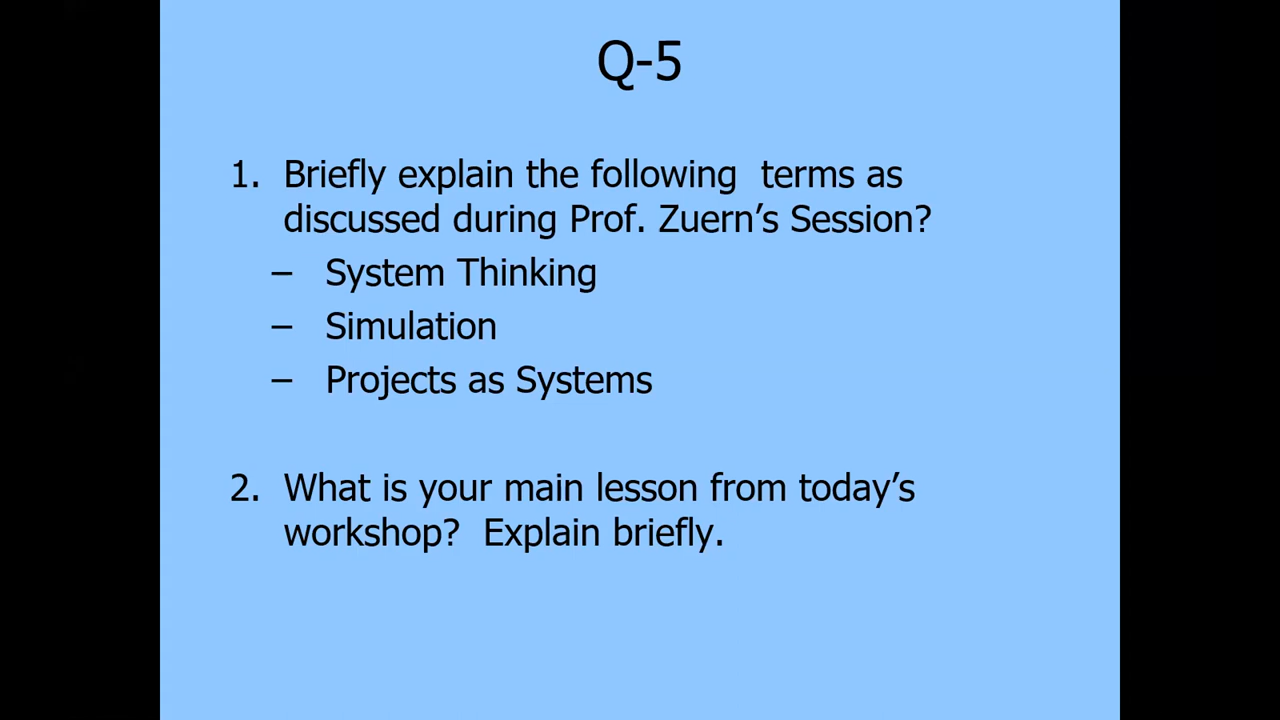 Q-5
1. Briefly explain the following  terms as
discussed during Prof. Zuern’s Session?
– System Thinking
– Simulation
– Projects as Systems
2. What is your main lesson from today’s
workshop?  Explain briefly.